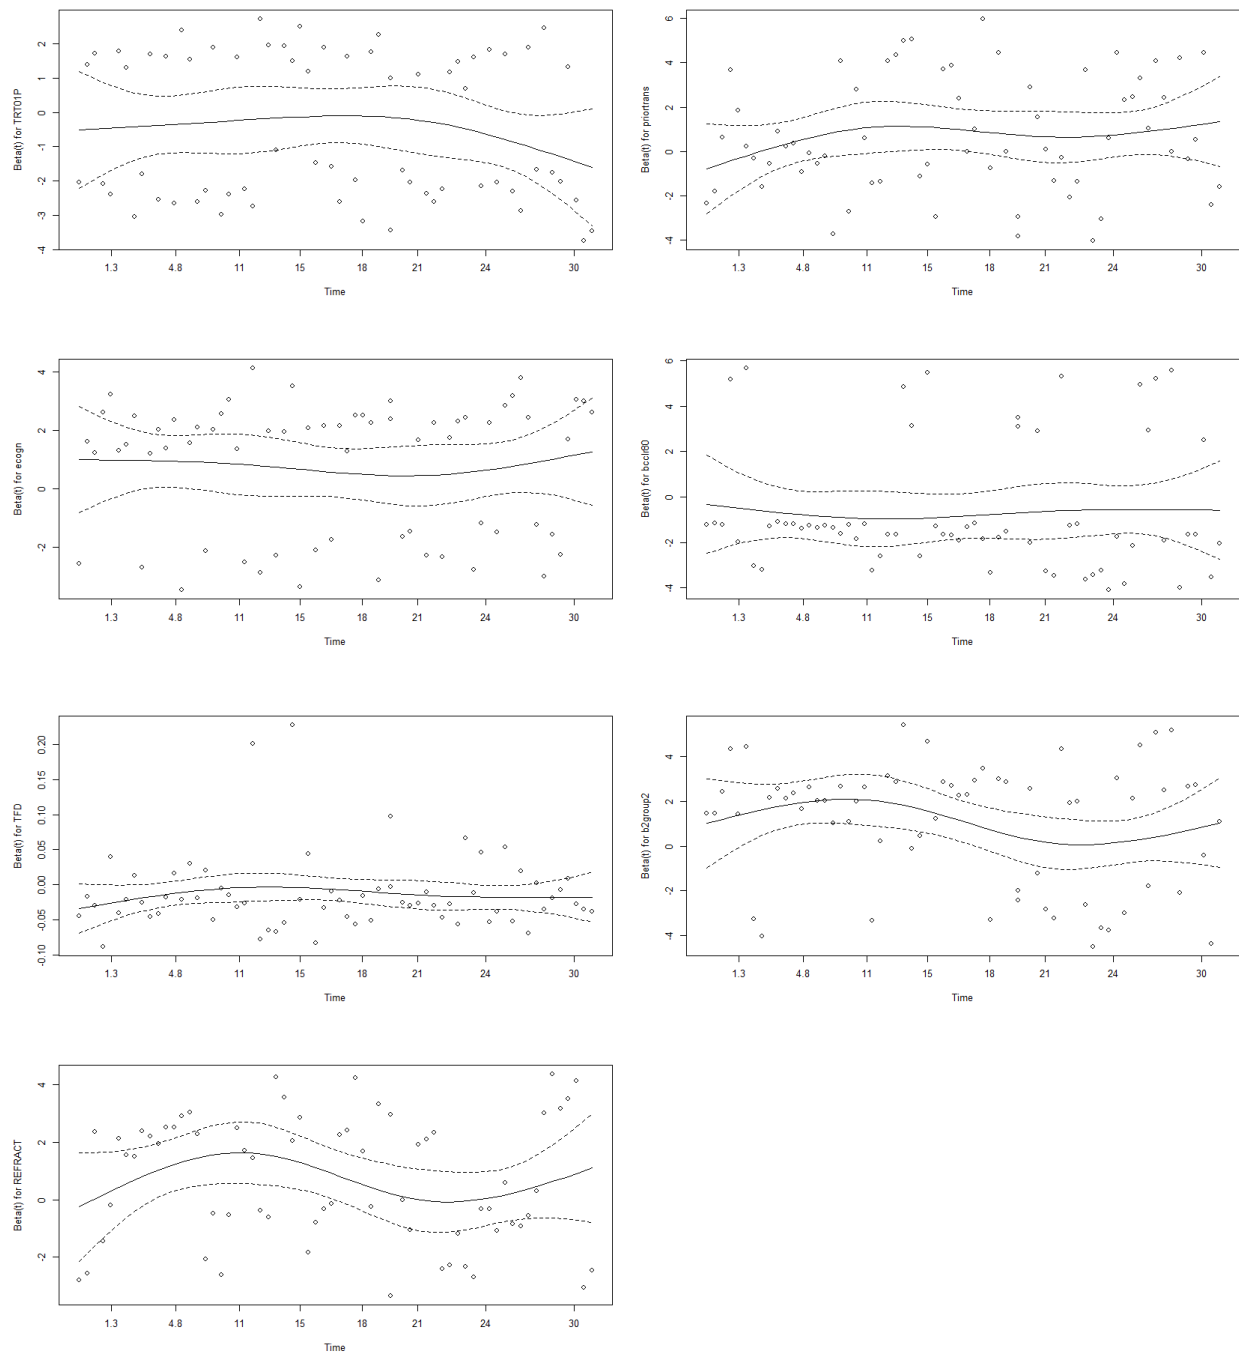 Beta(t) for TRT01P
-4 -3 -2 -1 0 1 2
1.3 4.8 11 15 18 21 24 30
Time
Beta(t) for priortrans
-4 -2 0 2 4 6
1.3 4.8 11 15 18 21 24 30
Time
Beta(t) for ecogn
-2 0 2 4
1.3 4.8 11 15 18 21 24 30
Time
-4 -2 0 2 4 6
1.3 4.8 11 15 18 21 24 30
Time
Beta(t) for TFD
-0.10 -0.05 0.00 0.05 0.10 0.15 0.20
1.3 4.8 11 15 18 21 24 30
Time
Beta(t) for b2group2
-4 -2 0 2 4
1.3 4.8 11 15 18 21 24 30
Time
Beta(t) for REFRACT
-2 0 2 4
1.3 4.8 11 15 18 21 24 30
Time